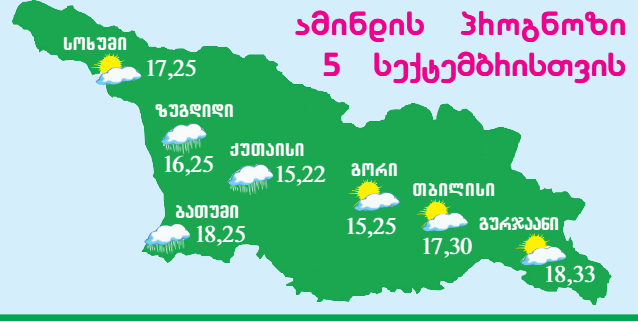 ამინდის პროგნოზი
5 სექტემბრისთვის
სოხუმი
17,25
ზუგდიდი
16,25
ქუთაისი
15,22
გორი
15,25
თბილისი
17,30
ბათუმი
18,25
გურჯაანი
18,33